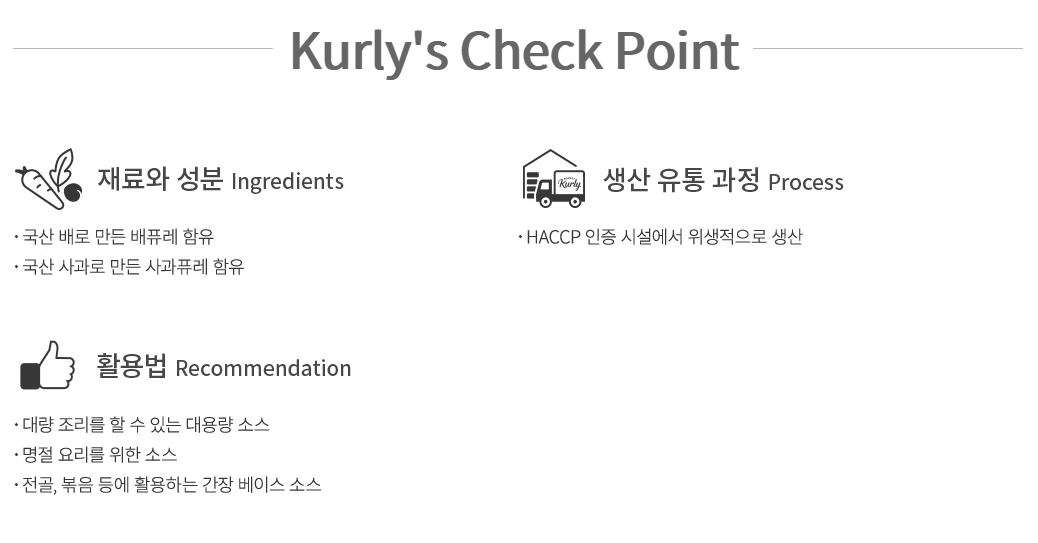 Kurly's Check Point
재료와 성분 Ingredients
· 국산 배로 만든 배퓨레 함유
· 국산 사과로 만든 사과퓨레 함유
Kurly
생산 유통 과정 Process
· HACCP 인증 시설에서 위생적으로 생산
활용법 Recommendation
· 대량 조리를 할 수 있는 대용량 소스
· 명절 요리를 위한 소스
· 전골, 볶음 등에 활용하는 간장 베이스 소스